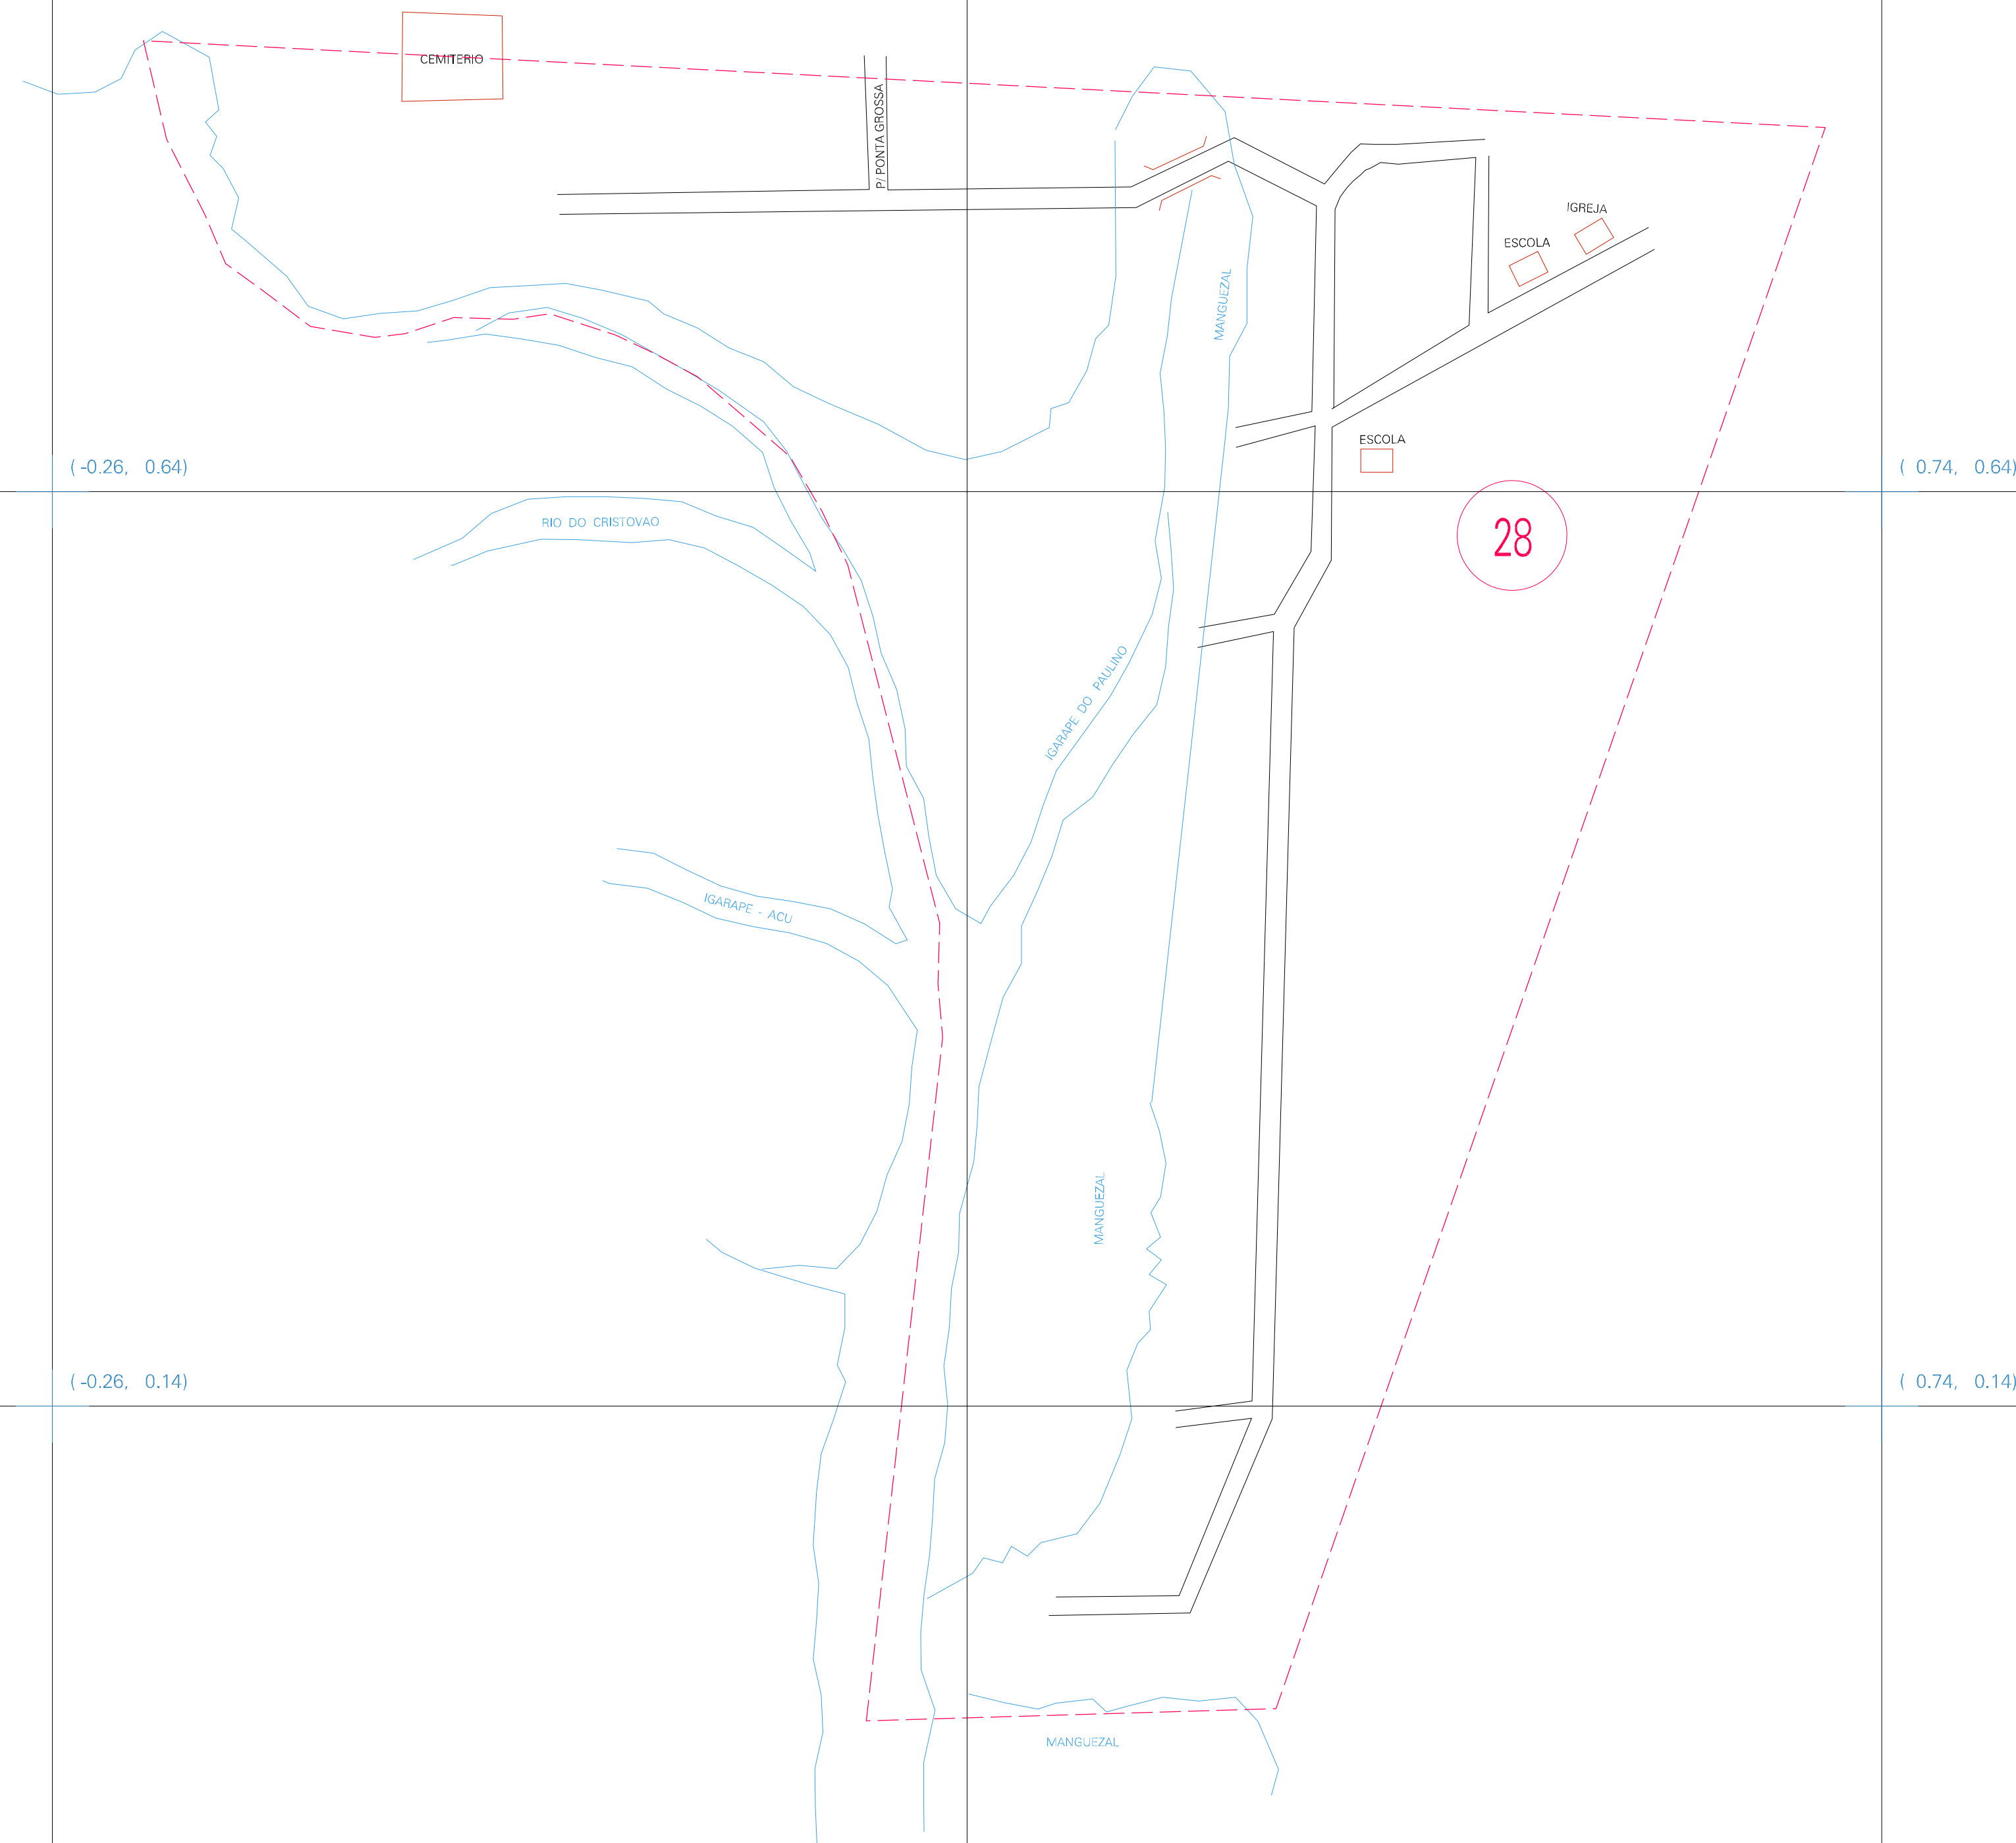 CEMITERIO
P/ PONTA GROSSA
IGREJA
ESCOLA
MANGUEZAL
ESCOLA
( -0.26, 0.64)
( 0.74, 0.64)
RIO DO CRISTOVAO
28
IGARAPE DO PAULINO
IGARAPE - ACU
MANGUEZAL
( -0.26, 0.14)
( 0.74, 0.14)
MANGUEZAL